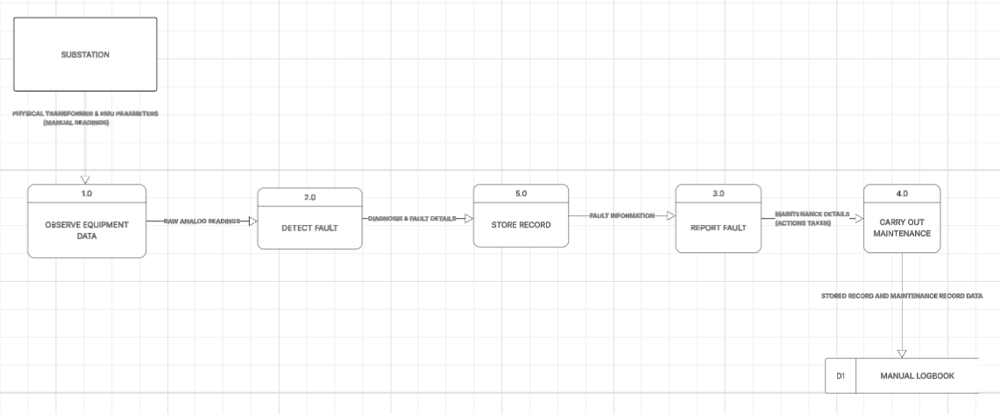 SUBSTATION
PHYSICAL TRANSFORMER & RMU PARAMETERS
(MANUAL READINGS)
1.0
OBSERVE EQUIPMENT
DATA
RAW ANALOG READINGS
2.0
DETECT FAULT
DIAGNOSIS & FAULT DETAILS
5.0
STORE RECORD
FAULT INFORMATION
3.0
REPORT FAULT
MAINTENANCE DETAILS
(ACTIONS TAKEN)
4.0
CARRY OUT
MAINTENANCE
STORED RECORD AND MAINTENANCE RECORD DATA
D1
MANUAL LOGBOOK